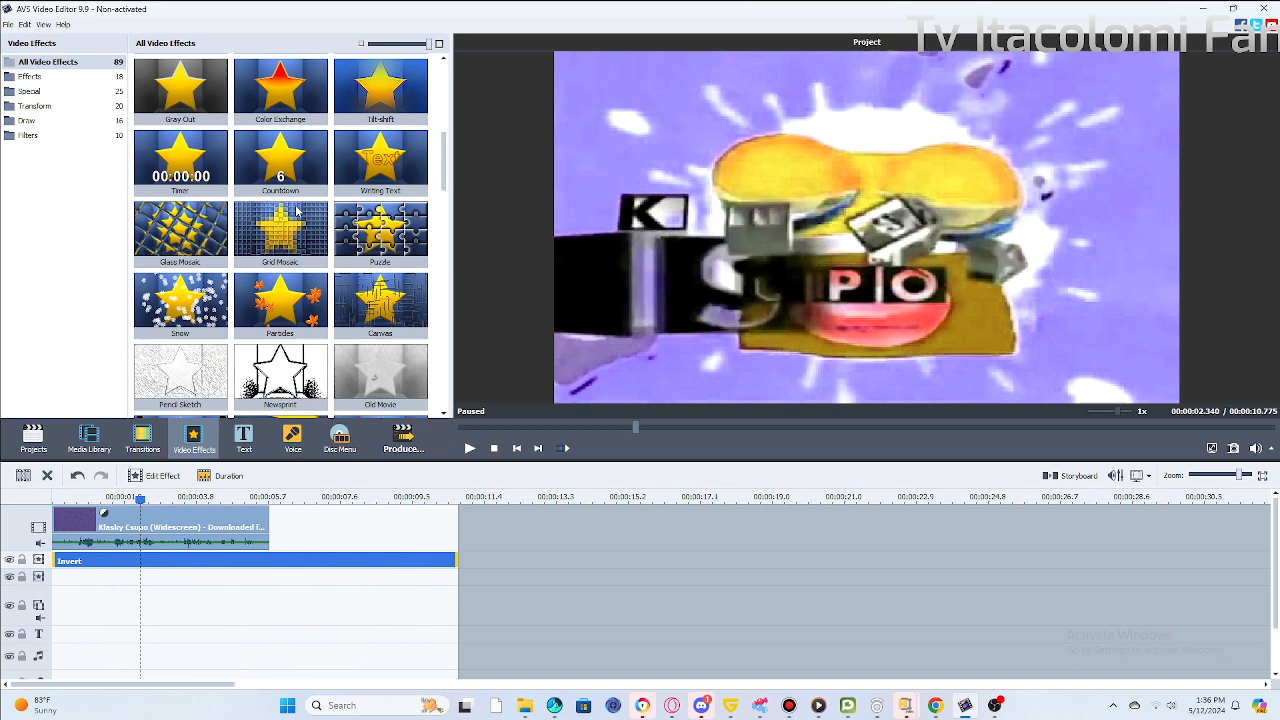 AVS Video Editor 9.9 - Non-activated
File Edit View Help
Tv Itacolomi Fan
Video Effects
All Video Effects
Project
All Video Effects 89
Effects 18
Special 25
Transform 20
Draw 16
Filters 10
Gray Out
Color Exchange
Tilt-shift
00:00:00
6
Text
Timer
Countdown
Writing Text
Glass Mosaic
Grid Mosaic
Puzzle
Snow
Particles
Canvas
Pencil Sketch
Newsprint
Old Movie
K
S
P O
Paused
1x
00:00:02.340 / 00:00:10.775
Projects
Media Library
Transitions
Video Effects
Text
Voice
Disc Menu
Produce...
Edit Effect
Duration
Storyboard
Zoom:
00:00:01
00:00:03.8
00:00:05.7
00:00:07.6
00:00:09.5
00:00:11.4
00:00:13.3
00:00:15.2
00:00:17.1
00:00:19.0
00:00:21.0
00:00:22.9
00:00:24.8
00:00:26.7
00:00:28.6
00:00:30.5
Klasky Csupo (Widescreen) - Downloaded f...
Invert
T
Activate Windows
Go to Settings to activate Windows.
83°F
Sunny
Search
1:36 PM
5/12/2024